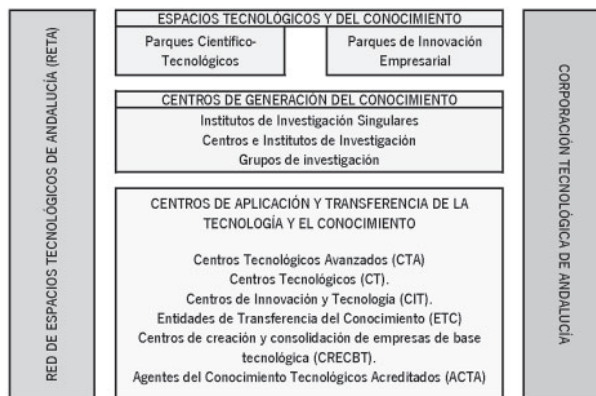 RED DE ESPACIOS TECNOLÓGICOS DE ANDALUCÍA (RETA)
ESPACIOS TECNOLÓGICOS Y DEL CONOCIMIENTO
Parques Científico-
Tecnológicos
Parques de Innovación
Empresarial
CENTROS DE GENERACIÓN DEL CONOCIMIENTO
Institutos de Investigación Singulares
Centros e Institutos de Investigación
Grupos de investigación
CENTROS DE APLICACIÓN Y TRANSFERENCIA DE LA
TECNOLOGÍA Y EL CONOCIMIENTO
Centros Tecnológicos Avanzados (CTA)
Centros Tecnológicos (CT).
Centros de Innovación y Tecnología (CIT).
Entidades de Transferencia del Conocimiento (ETC)
Centros de creación y consolidación de empresas de base
tecnológica (CRECBT).
Agentes del Conocimiento Tecnológicos Acreditados (ACTA)
CORPORACIÓN TECNOLÓGICA DE ANDALUCÍA